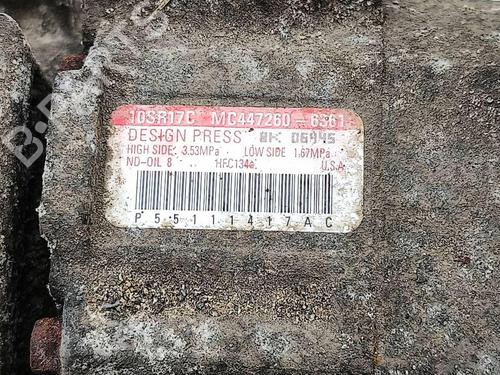 10SR17C MC447260-6361
DESIGN PRESS 06945
HIGH SIDE: 3.53MPa LOW SIDE 1.67MPa
ND-OIL 8 HFC134a U.S.A
P55111417AC
B-PARTS